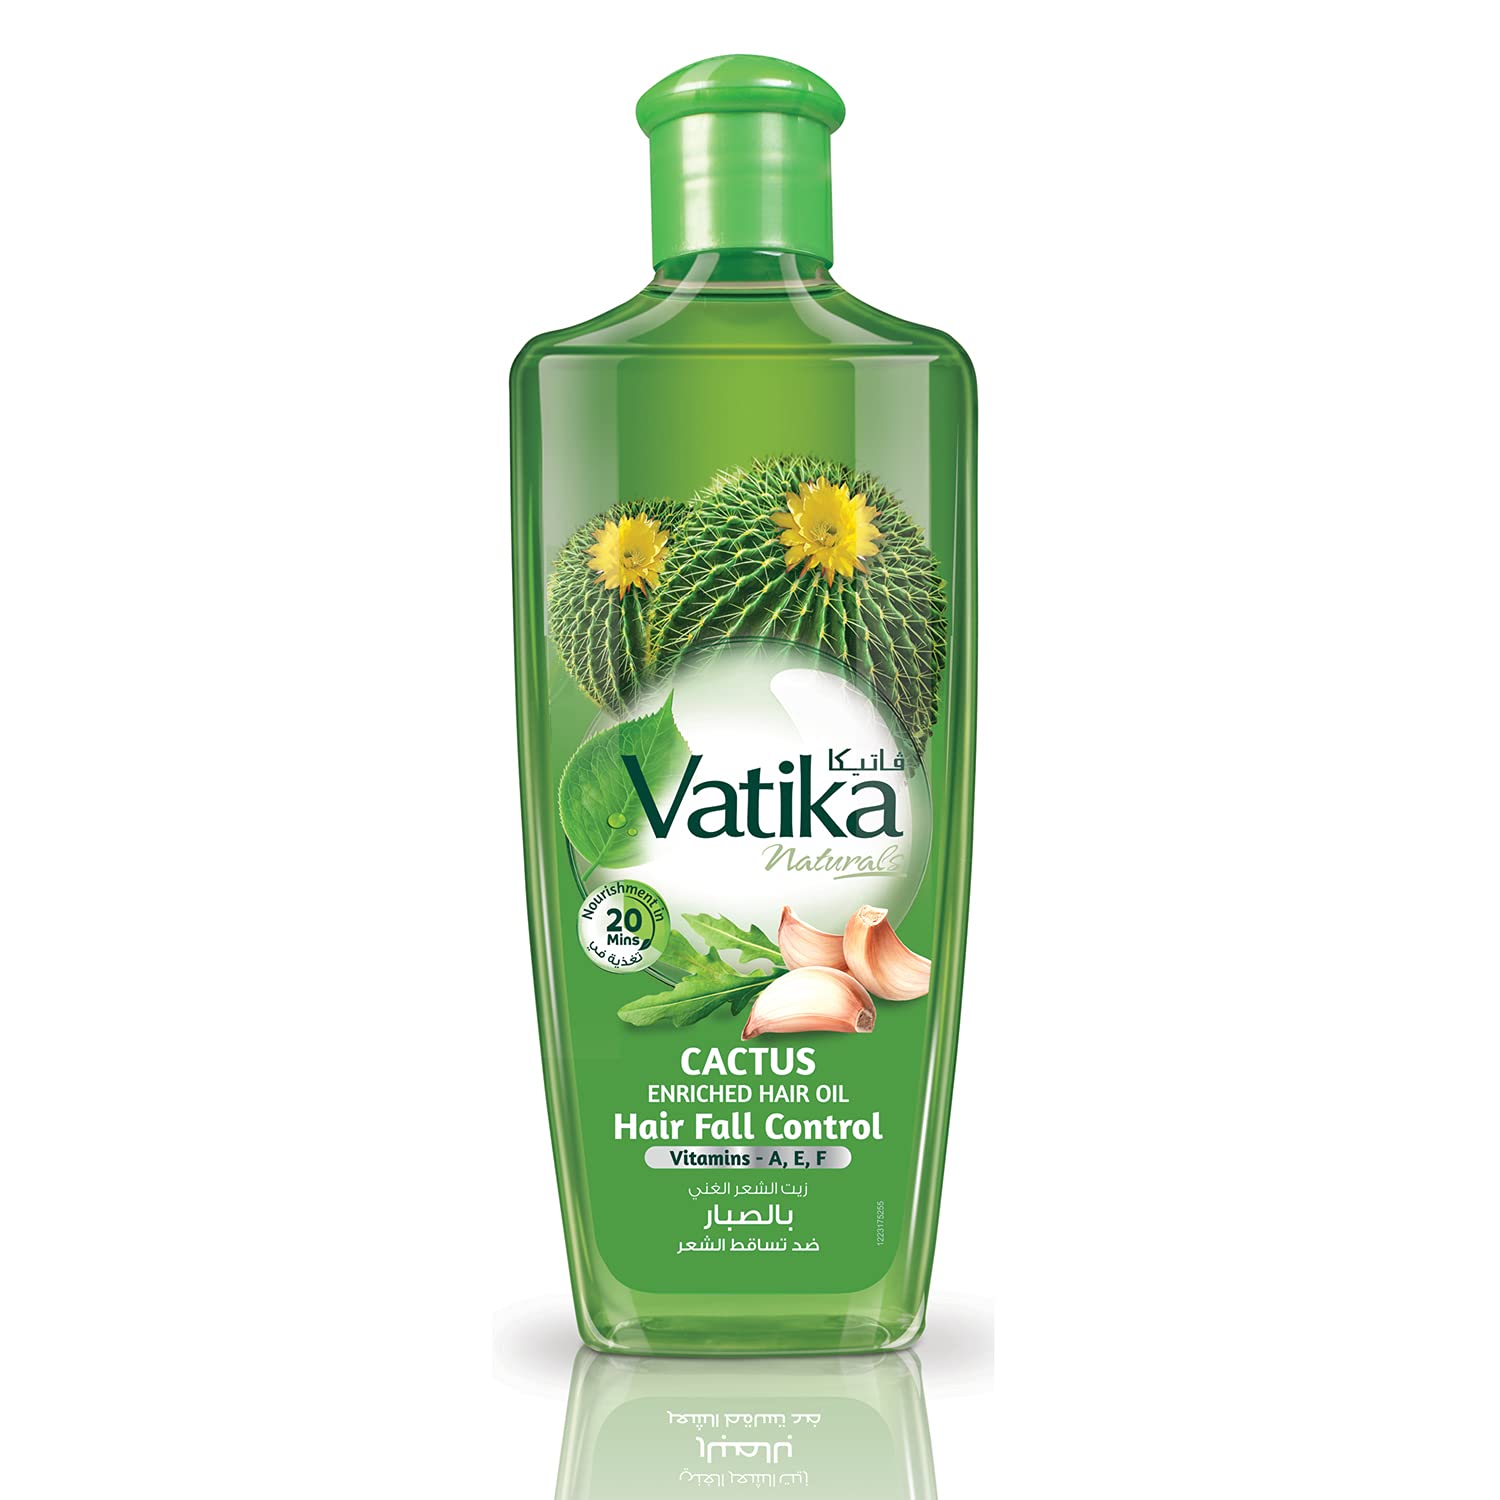 ڤاتيكا
Vatika
Naturals
Nourishment in
20
Mins
تغذية في
CACTUS
ENRICHED HAIR OIL
Hair Fall Control
Vitamins - A, E, F
زيت الشعر الغني
بالصبار
ضد تساقط الشعر
1223175255